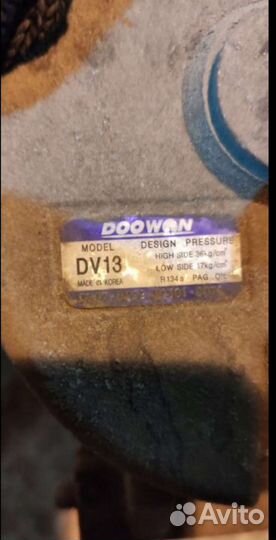 DOOWON
MODEL DESIGN PRESSURE
DV13 HIGH SIDE 36kg/cm²
LOW SIDE 17kg/cm²
MADE IN KOREA R134a PAG OIL
Avito